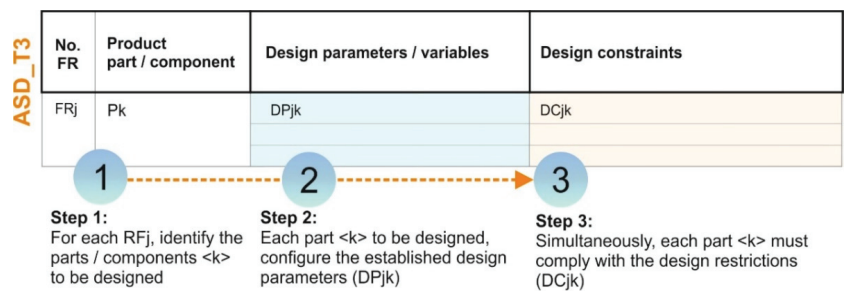 ASD_T3
No. FR
Product part / component
Design parameters / variables
Design constraints
FRj
Pk
DPjk
DCjk
1
2
3
Step 1:
For each RFj, identify the
parts / components <k>
to be designed
Step 2:
Each part <k> to be designed,
configure the established design
parameters (DPjk)
Step 3:
Simultaneously, each part <k> must
comply with the design restrictions
(DCjk)